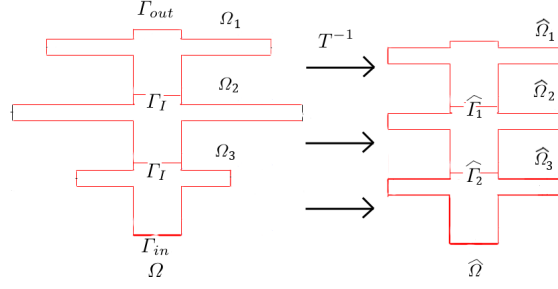 Γ_out
Ω_1
T^{-1}
Ω̂_1
Ω_2
Γ_I
Γ̂_1
Ω̂_2
Ω_3
Γ_I
Γ̂_2
Ω̂_3
Γ_in
Ω
Ω̂